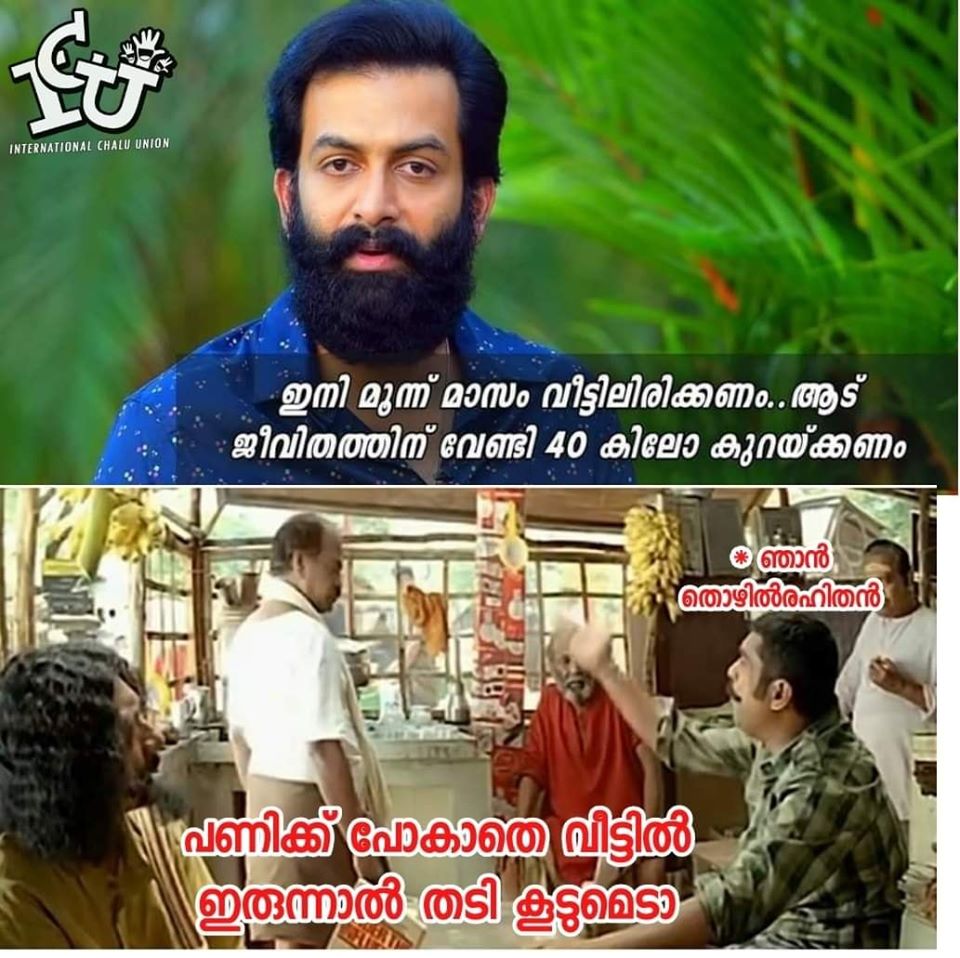 ICU
INTERNATIONAL CHALU UNION
ഇനി മൂന്ന് മാസം വീട്ടിലിരിക്കണം..ആട്
ജീവിതത്തിന് വേണ്ടി 40 കിലോ കുറയ്ക്കണം
* ഞാൻ
തൊഴിൽരഹിതൻ
പണിക്ക് പോകാതെ വീട്ടിൽ
ഇരുന്നാൽ തടി കൂടുമെടാ